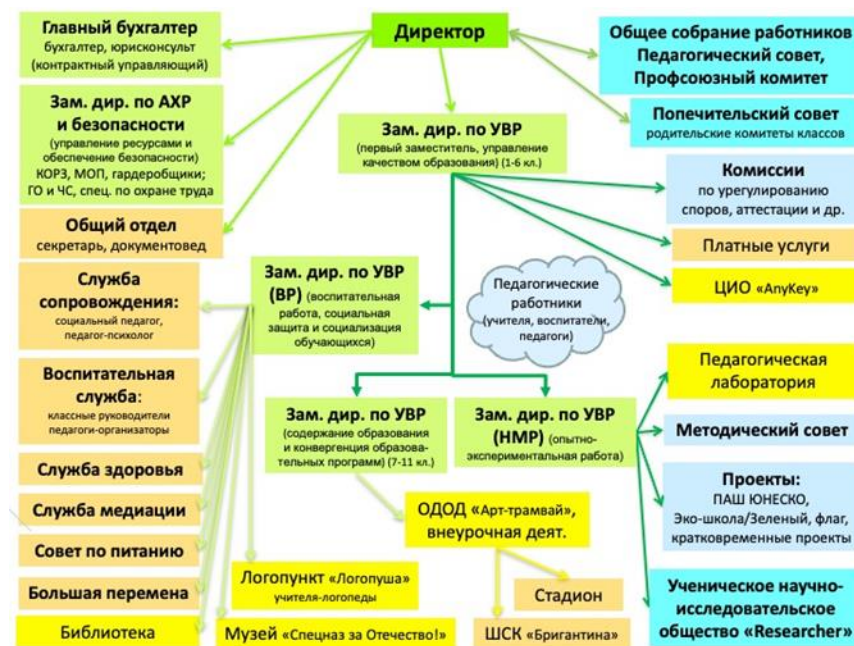 Главный бухгалтер
бухгалтер, юрисконсульт
(контрактный управляющий)
Директор
Общее собрание работников
Педагогический совет,
Профсоюзный комитет
Зам. дир. по АХР
и безопасности
(управление ресурсами и
обеспечение безопасности)
КОРЗ, МОП, гардеробщики;
ГО и ЧС, спец. по охране труда
Зам. дир. по УВР
(первый заместитель, управление
качеством образования) (1-6 кл.)
Попечительский совет
родительские комитеты классов
Комиссии
по урегулированию
споров, аттестации и др.
Общий отдел
секретарь, документовед
Платные услуги
ЦИО «AnyKey»
Служба
сопровождения:
социальный педагог,
педагог-психолог
Зам. дир. по УВР
(ВР) (воспитательная
работа, социальная
защита и социализация
обучающихся)
Педагогические
работники
(учителя, воспитатели,
педагоги)
Воспитательная
служба:
классные руководители
педагоги-организаторы
Зам. дир. по УВР
(содержание образования
и конвергенция образова-
тельных программ) (7-11 кл.)
Зам. дир. по УВР
(НМР) (опытно-
экспериментальная работа)
Педагогическая
лаборатория
Методический совет
Проекты:
ПАШ ЮНЕСКО,
Эко-школа/Зеленый, флаг,
кратковременные проекты
Служба здоровья
Служба медиации
Совет по питанию
Большая перемена
Библиотека
ОДОД «Арт-трамвай»,
внеурочная деят.
Логопункт «Логопуша»
учителя-логопеды
Музей «Спецназ за Отечество!»
Стадион
ШСК «Бригантина»
Ученическое научно-
исследовательское
общество «Researcher»